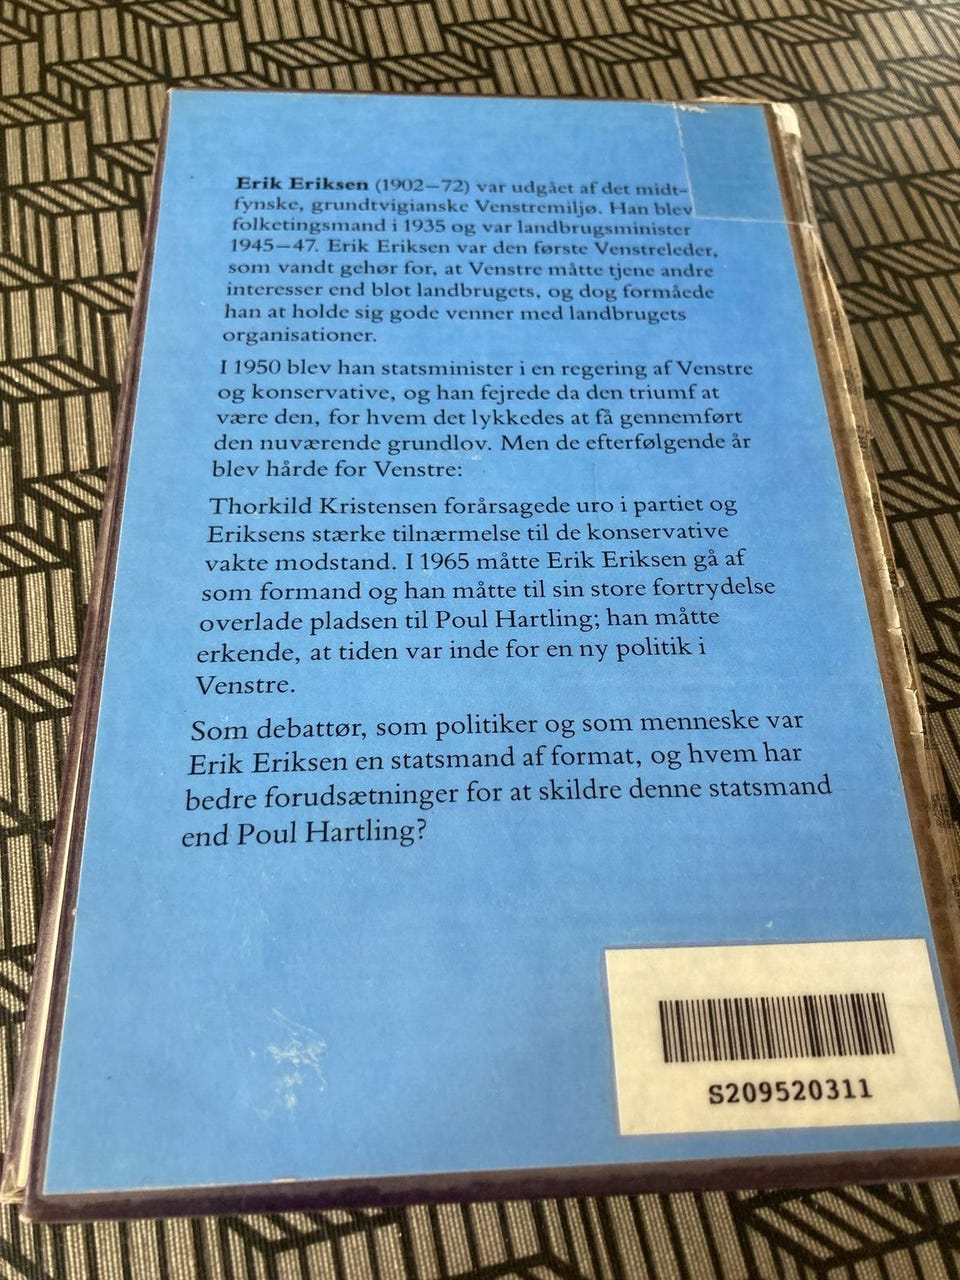 Erik Eriksen (1902–72) var udgået af det midt-
fynske, grundtvigianske Venstremiljø. Han blev
folketingsmand i 1935 og var landbrugsminister
1945–47. Erik Eriksen var den første Venstreleder,
som vandt gehør for, at Venstre måtte tjene andre
interesser end blot landbrugets, og dog formåede
han at holde sig gode venner med landbrugets
organisationer.
I 1950 blev han statsminister i en regering af Venstre
og konservative, og han fejrede da den triumf at
være den, for hvem det lykkedes at få gennemført
den nuværende grundlov. Men de efterfølgende år
blev hårde for Venstre:
Thorkild Kristensen forårsagede uro i partiet og
Eriksens stærke tilnærmelse til de konservative
vakte modstand. I 1965 måtte Erik Eriksen gå af
som formand og han måtte til sin store fortrydelse
overlade pladsen til Poul Hartling; han måtte
erkende, at tiden var inde for en ny politik i
Venstre.
Som debattør, som politiker og som menneske var
Erik Eriksen en statsmand af format, og hvem har
bedre forudsætninger for at skildre denne statsmand
end Poul Hartling?
S209520311